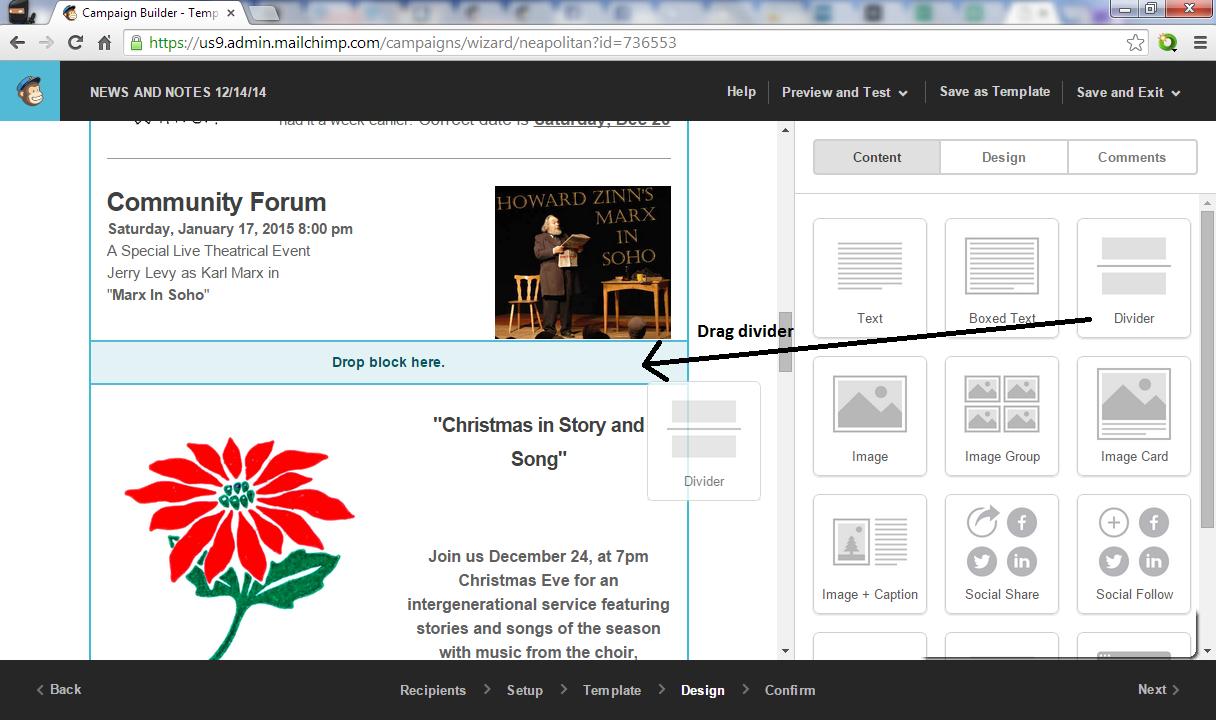 Campaign Builder - Temp
https://us9.admin.mailchimp.com/campaigns/wizard/neapolitan?id=736553
NEWS AND NOTES 12/14/14
Help
Preview and Test
Save as Template
Save and Exit
had it a week earlier. Correct date is Saturday, Dec 20
Community Forum
Saturday, January 17, 2015 8:00 pm
A Special Live Theatrical Event
Jerry Levy as Karl Marx in
"Marx In Soho"
HOWARD ZINN'S
MARX
IN
SOHO
Drop block here.
Drag divider
"Christmas in Story and
Song"
Divider
Join us December 24, at 7pm
Christmas Eve for an
intergenerational service featuring
stories and songs of the season
with music from the choir,
Content
Design
Comments
Text
Boxed Text
Divider
Image
Image Group
Image Card
Image + Caption
Social Share
Social Follow
Back
Recipients
Setup
Template
Design
Confirm
Next